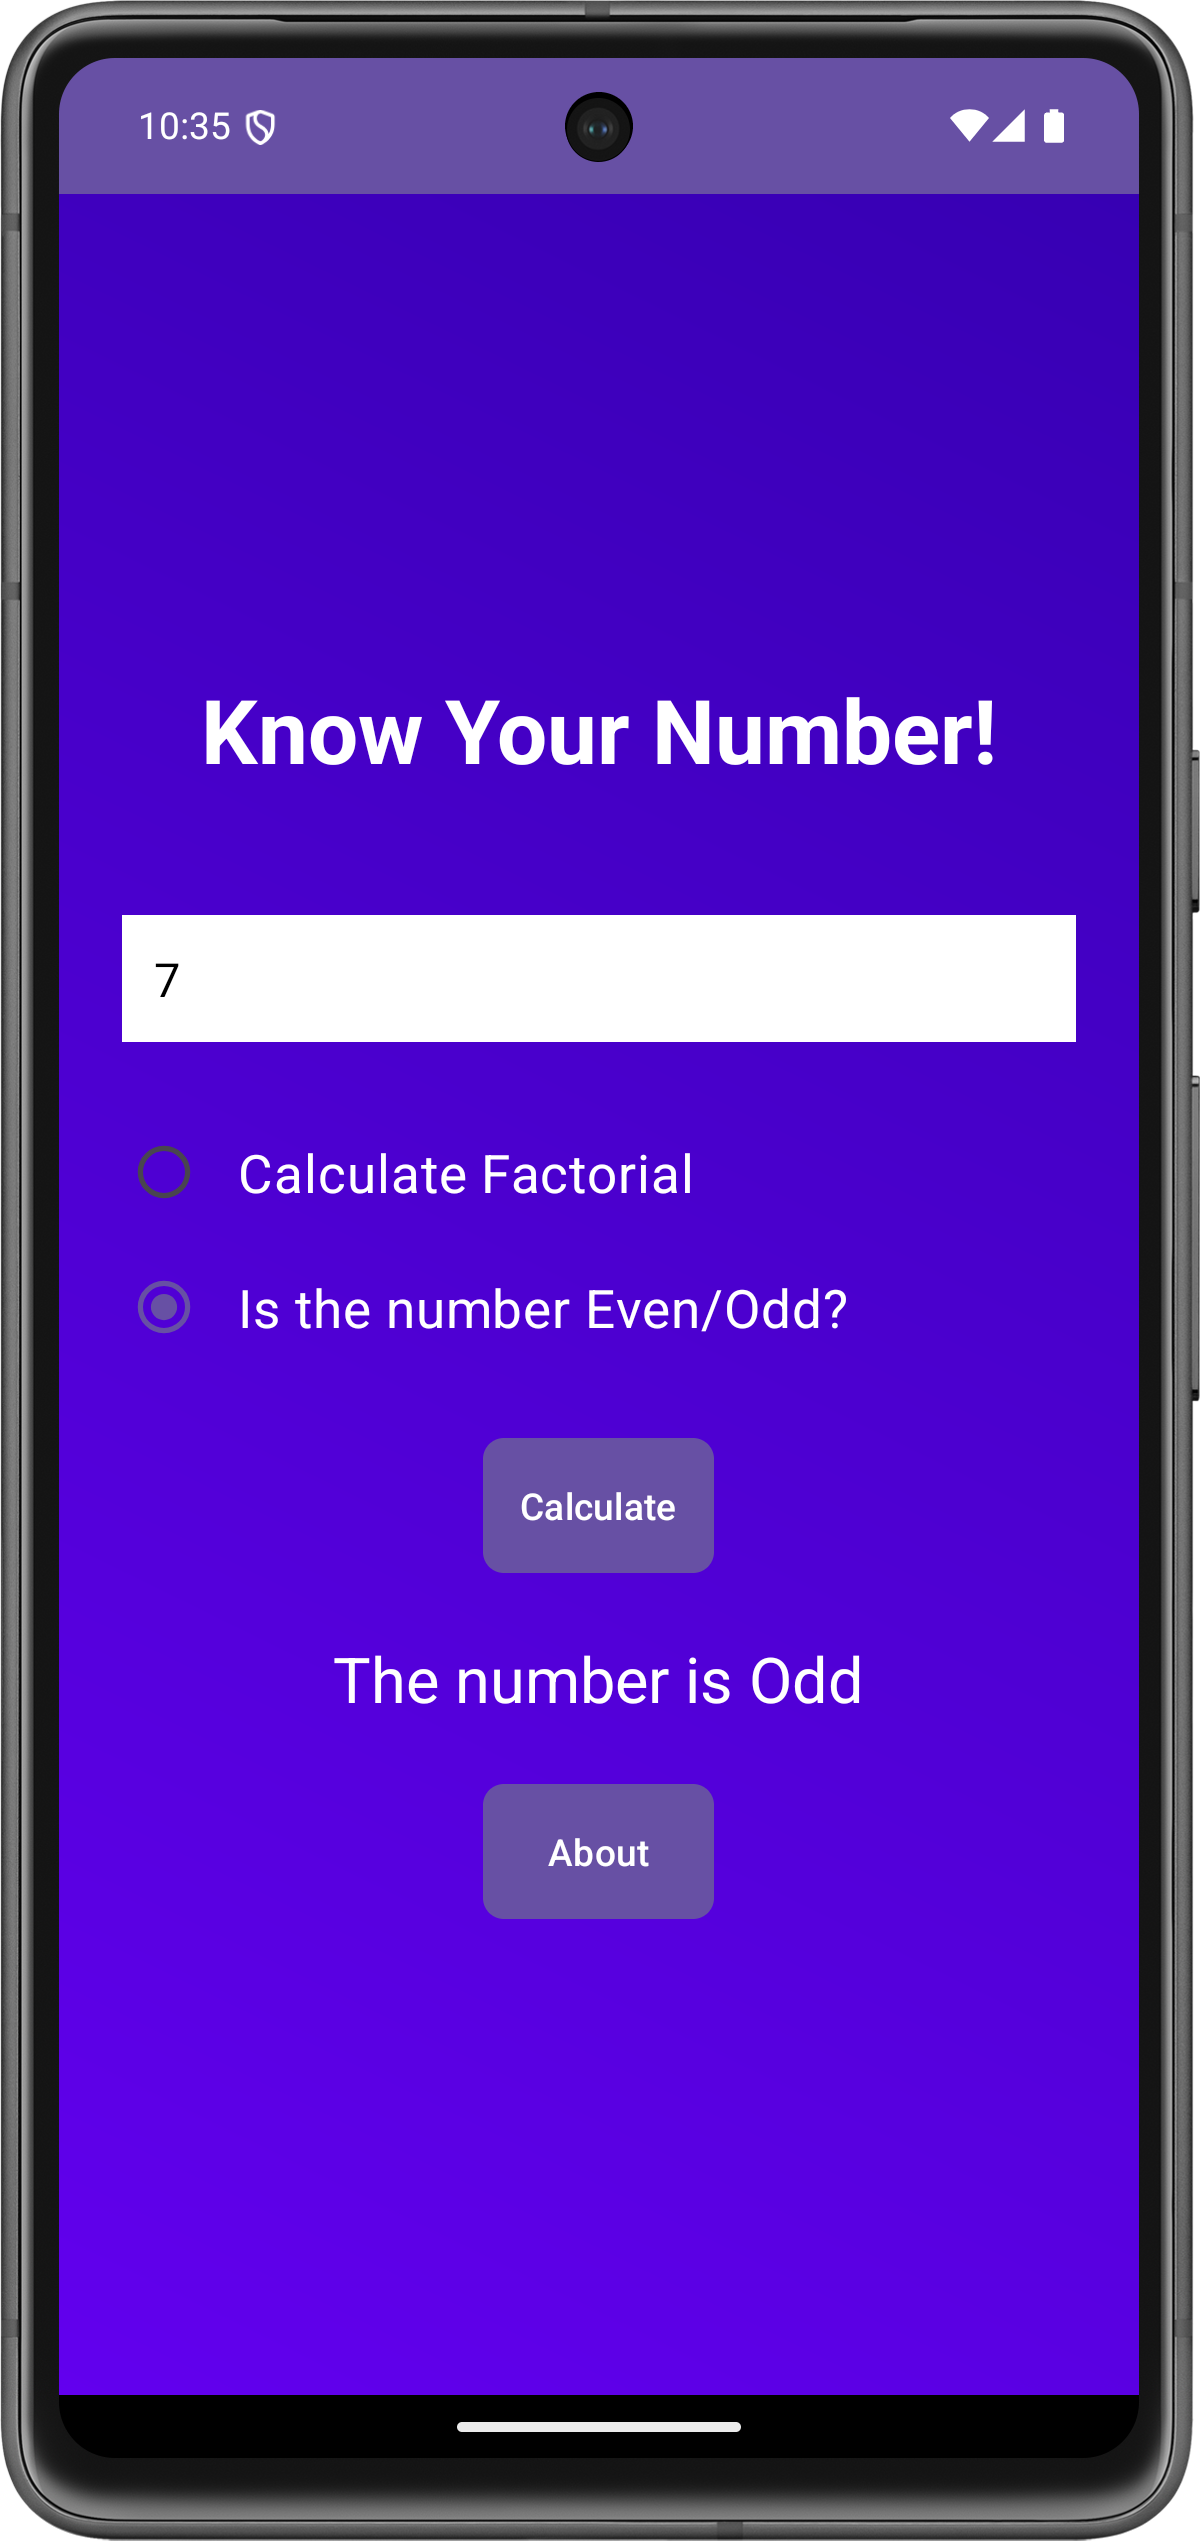 10:35
Know Your Number!
7
Calculate Factorial
Is the number Even/Odd?
Calculate
The number is Odd
About